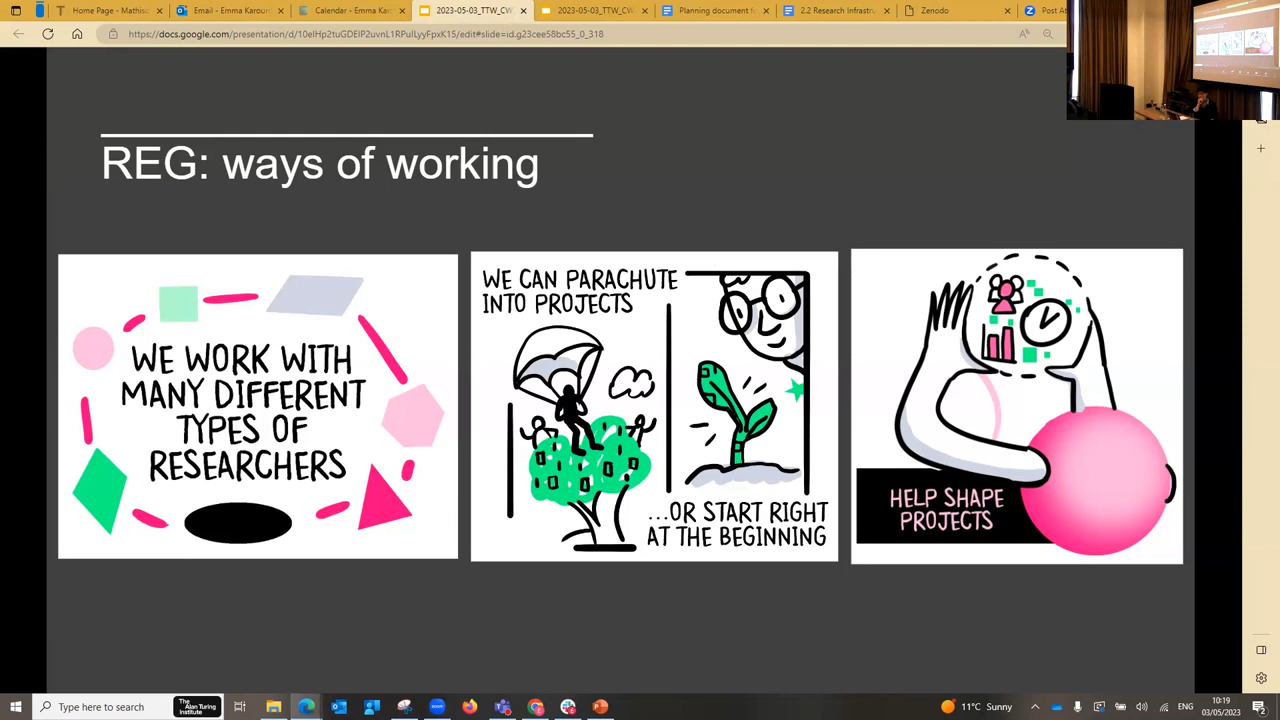 Home Page - Mathis
Email - Emma Karoun
Calendar - Emma Kar
2023-05-03_TTW_CW
2023-05-03_TTW_CW
Planning document fo
2.2 Research Infrastru
Zenodo
Post At
https://docs.google.com/presentation/d/10elHp2tuGDElP2uvnL1RPulLyyFpxK15/edit#slide=id.g23cee58bc55_0_318
REG: ways of working
WE WORK WITH
MANY DIFFERENT
TYPES OF
RESEARCHERS
WE CAN PARACHUTE
INTO PROJECTS
...OR START RIGHT
AT THE BEGINNING
HELP SHAPE
PROJECTS
Type here to search
The
Alan Turing
Institute
11°C Sunny
ENG
10:19
03/05/2023